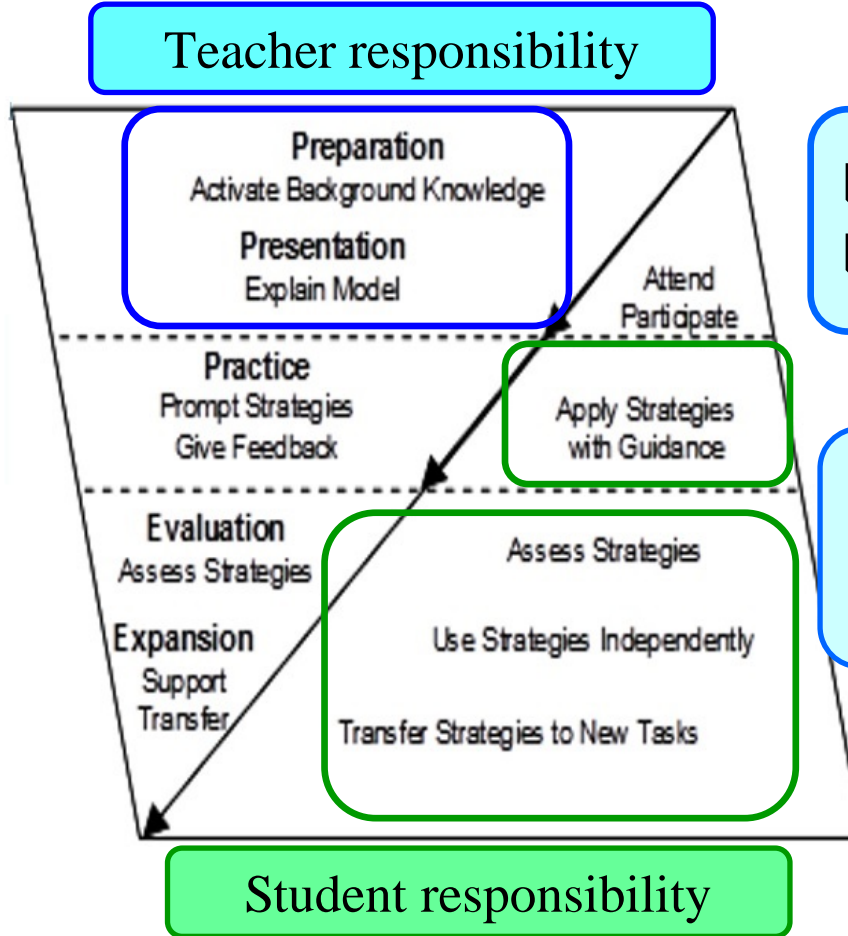 Teacher responsibility
Preparation
Activate Background Knowledge
Presentation
Explain Model
Attend
Participate
Practice
Prompt Strategies
Give Feedback
Apply Strategies
with Guidance
Evaluation
Assess Strategies
Assess Strategies
Expansion
Support
Transfer
Use Strategies Independently
Transfer Strategies to New Tasks
Student responsibility